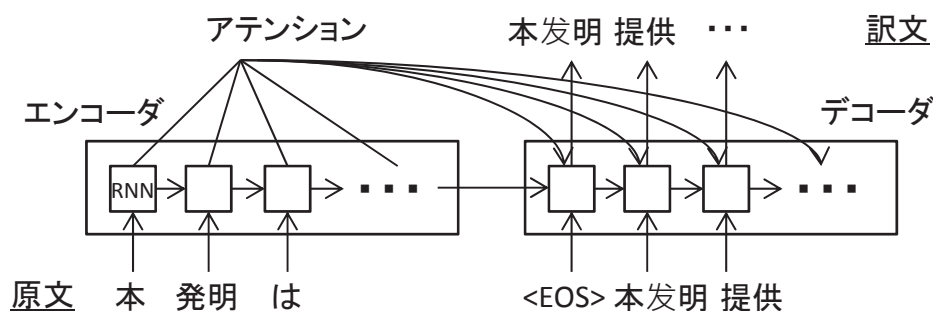 アテンション 本发明 提供 ・・・ 訳文
エンコーダ デコーダ
RNN ・・・ ・・・
原文 本 発明 は <EOS> 本发明 提供